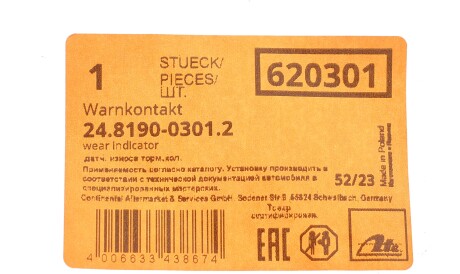 1 STUECK/
PIECES/
ШТ.
620301
Warnkontakt
24.8190-0301.2
wear indicator
датч. износа торм.кол.
Применяемость согласно каталогу. Установку производить в
соответствии с технической документацией автомобиля в
специализированных мастерских.
52/23
Made in Poland
Continental Aftermarket & Services GmbH, Sodener Str.9, 65824 Schwalbach, Germany
Товар
сертифицирован
4 006633 438674
EAC
ATE